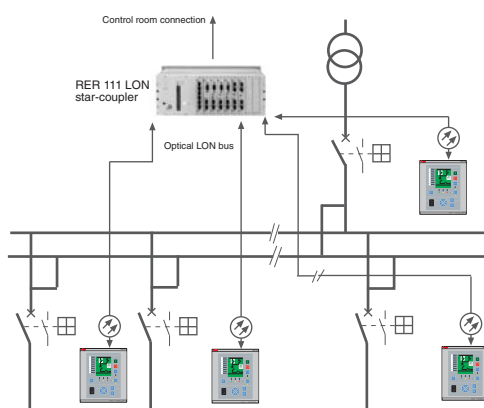 Control room connection
RER 111 LON
star-coupler
Optical LON bus